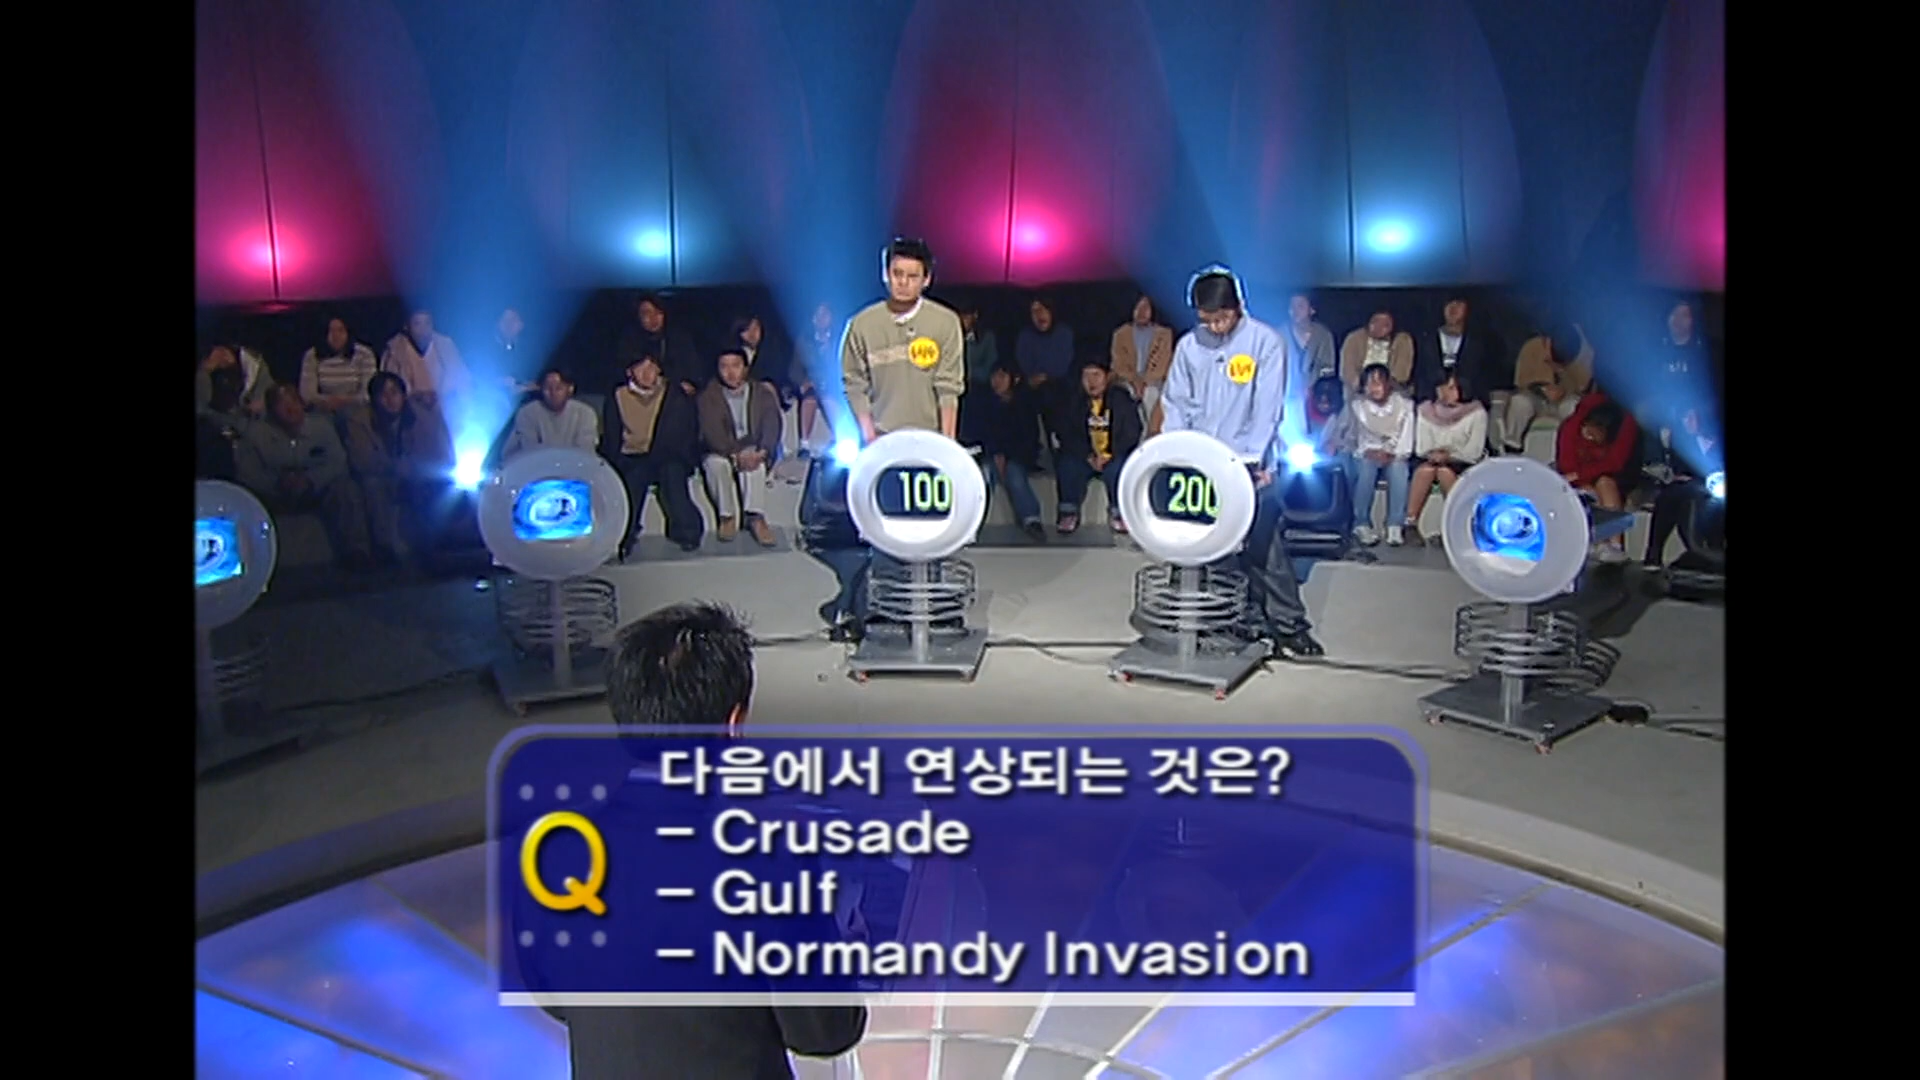 100
200
Q
다음에서 연상되는 것은?
- Crusade
- Gulf
- Normandy Invasion